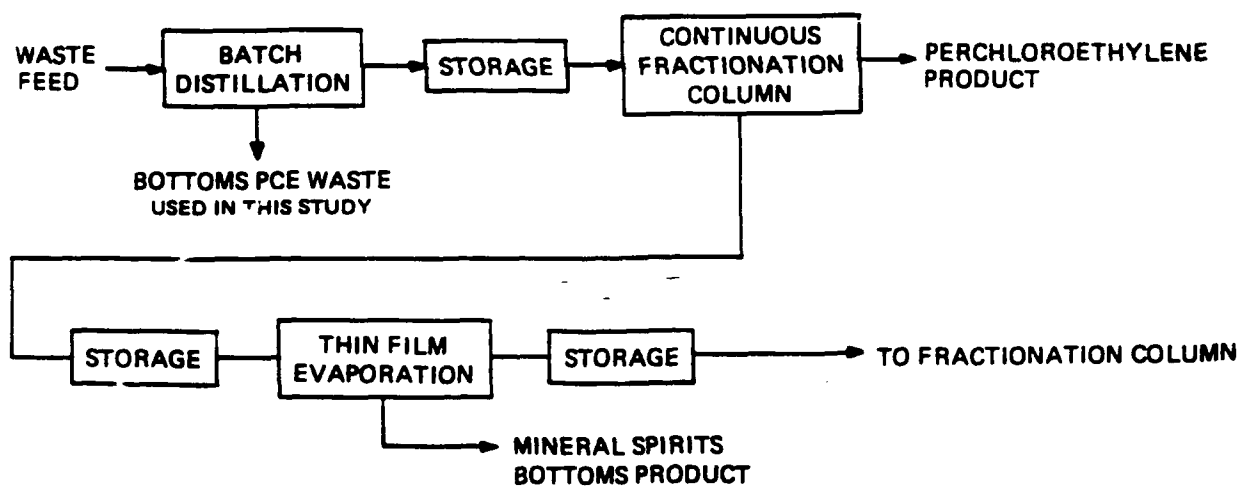 WASTE
FEED
BATCH
DISTILLATION
STORAGE
CONTINUOUS
FRACTIONATION
COLUMN
PERCHLOROETHYLENE
PRODUCT
BOTTOMS PCE WASTE
USED IN THIS STUDY
STORAGE
THIN FILM
EVAPORATION
STORAGE
TO FRACTIONATION COLUMN
MINERAL SPIRITS
BOTTOMS PRODUCT